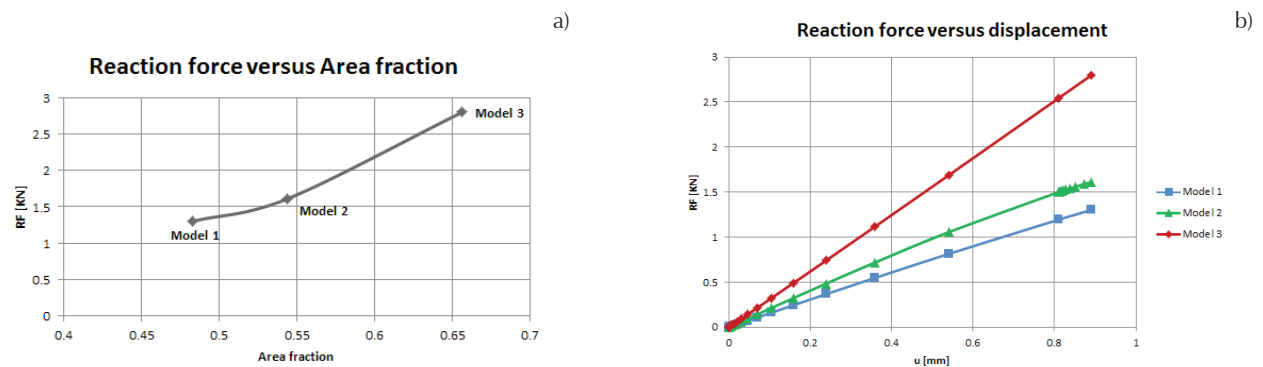 a)
Reaction force versus Area fraction
3
2.5
2
1.5
1
0.5
0
RF [KN]
Model 1
Model 2
Model 3
0.4 0.45 0.5 0.55 0.6 0.65 0.7
Area fraction
b)
Reaction force versus displacement
3
2.5
2
1.5
1
0.5
0
RF [KN]
0 0.2 0.4 0.6 0.8 1
u [mm]
Model 1
Model 2
Model 3